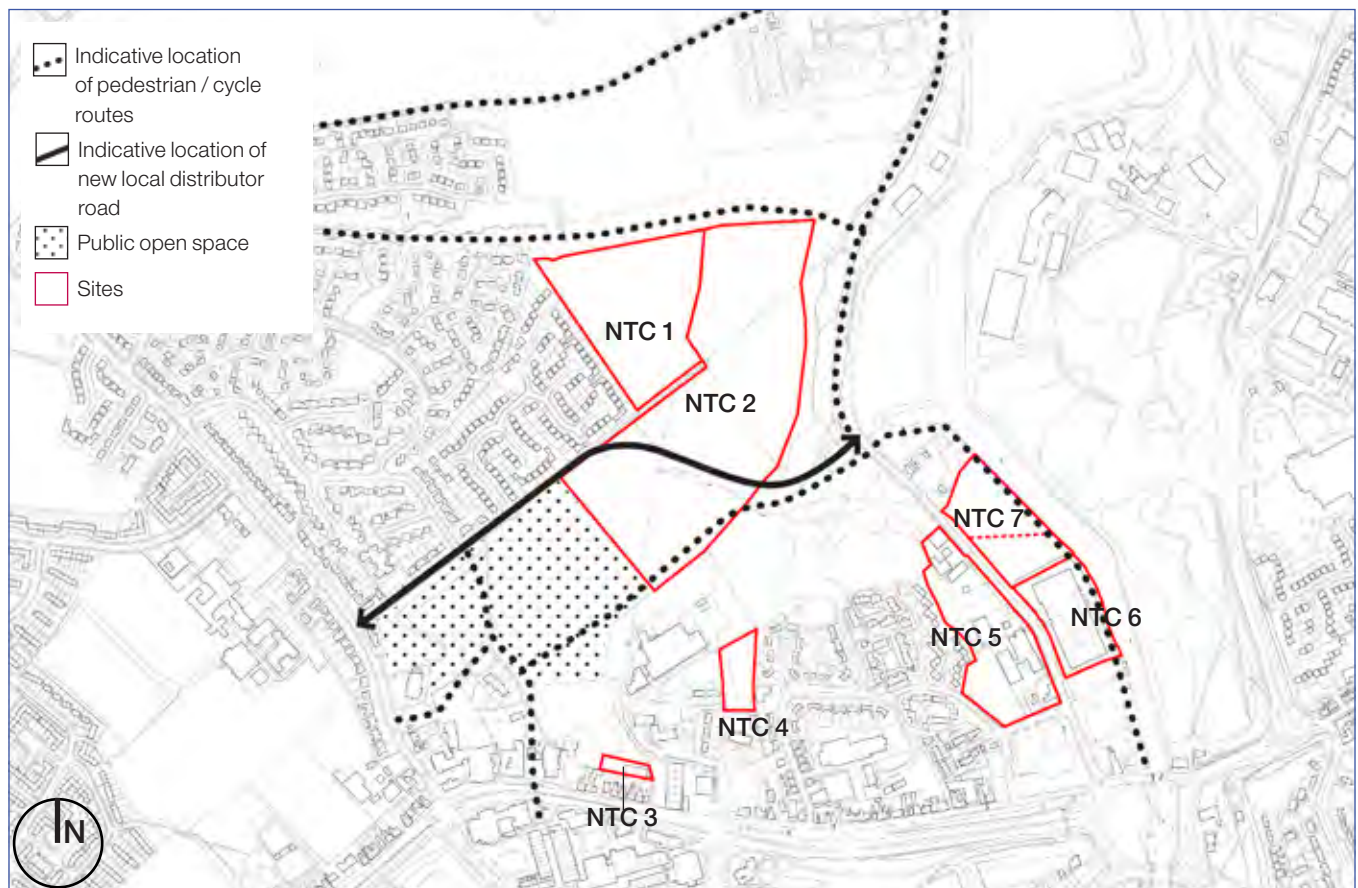 Indicative location
of pedestrian / cycle
routes
Indicative location of
new local distributor
road
Public open space
Sites
NTC 1
NTC 2
NTC 7
NTC 6
NTC 5
NTC 4
NTC 3
N